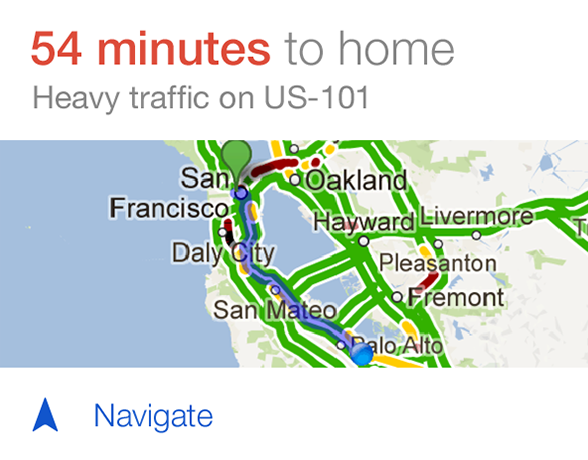 54 minutes to home
Heavy traffic on US-101
San
Oakland
Francisco
Hayward
Livermore
Daly City
Pleasanton
San Mateo
Fremont
Palo Alto
Navigate